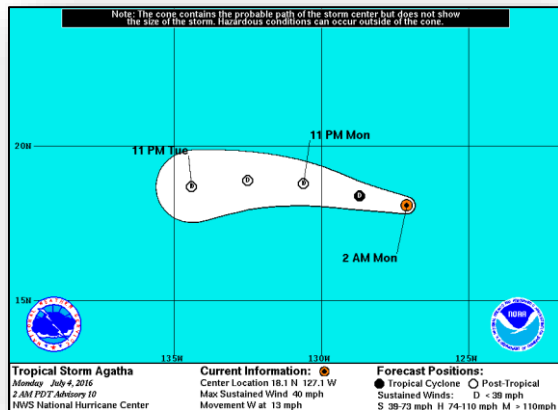 Note: The cone contains the probable path of the storm center but does not show
the size of the storm. Hazardous conditions can occur outside of the cone.
20N
11 PM Tue
11 PM Mon
D
D
D
D
2 AM Mon
15N
NOAA
135W
130W
125W
Tropical Storm Agatha
Monday July 4, 2016
2 AM PDT Advisory 10
NWS National Hurricane Center
Current Information:
Center Location 18.1 N 127.1 W
Max Sustained Wind 40 mph
Movement W at 13 mph
Forecast Positions:
Tropical Cyclone Post-Tropical
Sustained Winds: D < 39 mph
S 39-73 mph H 74-110 mph M > 110mph